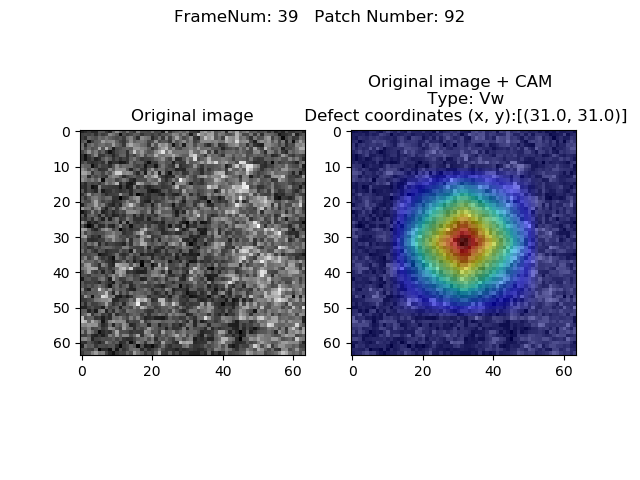 FrameNum: 39   Patch Number: 92
Original image
Original image + CAM
Type: Vw
Defect coordinates (x, y):[(31.0, 31.0)]
0
10
20
30
40
50
60
0 20 40 60
0
10
20
30
40
50
60
0 20 40 60